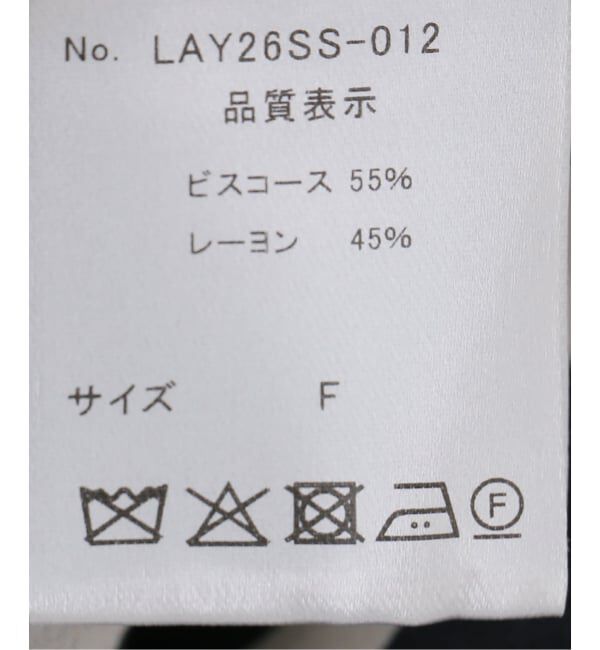 No. LAY26SS-012
品質表示
ビスコース 55%
レーヨン 45%
サイズ F
F